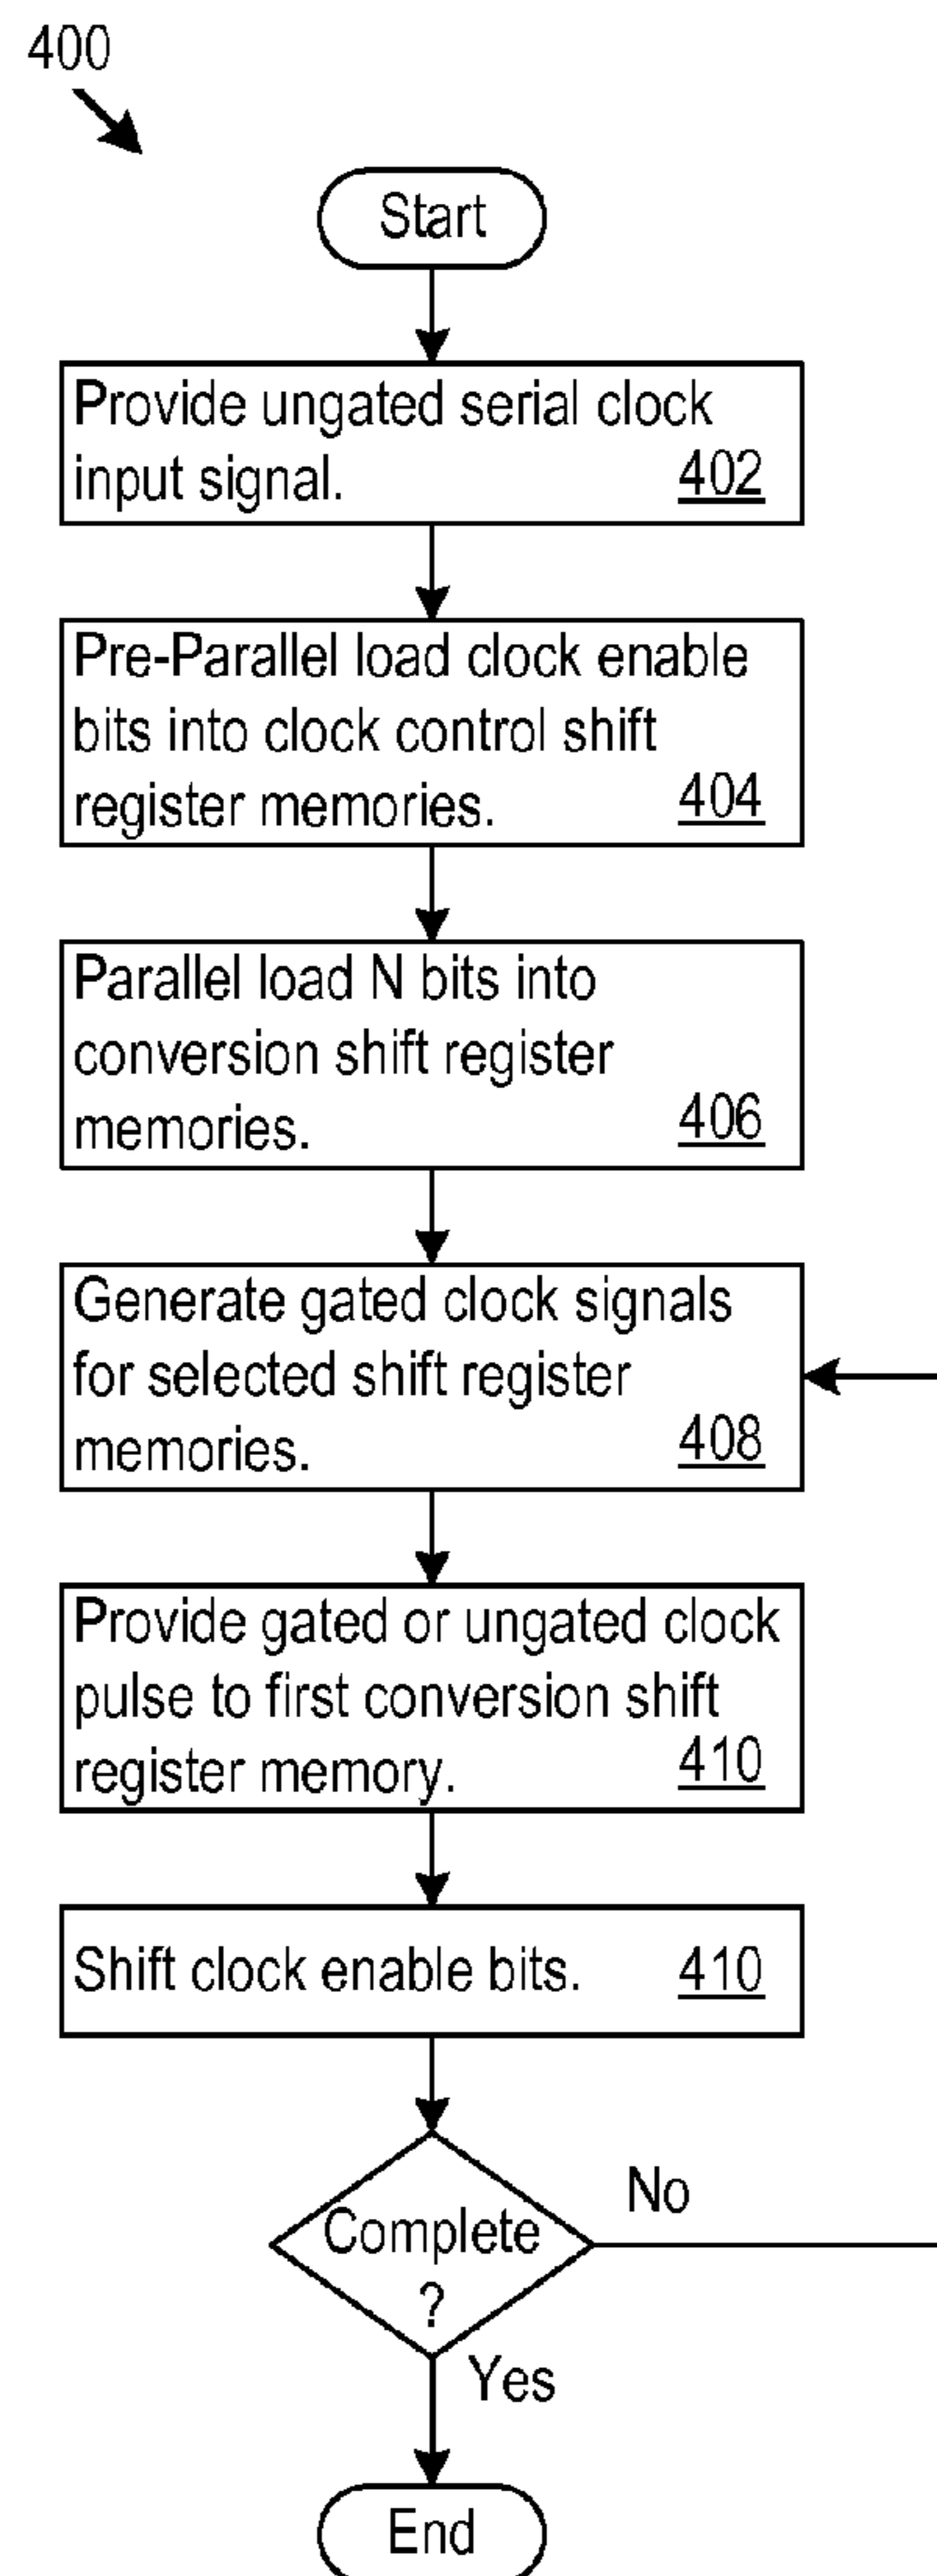 400
Start
Provide ungated serial clock
input signal. 402
Pre-Parallel load clock enable
bits into clock control shift
register memories. 404
Parallel load N bits into
conversion shift register
memories. 406
Generate gated clock signals
for selected shift register
memories. 408
Provide gated or ungated clock
pulse to first conversion shift
register memory. 410
Shift clock enable bits. 410
No
Complete
?
Yes
End